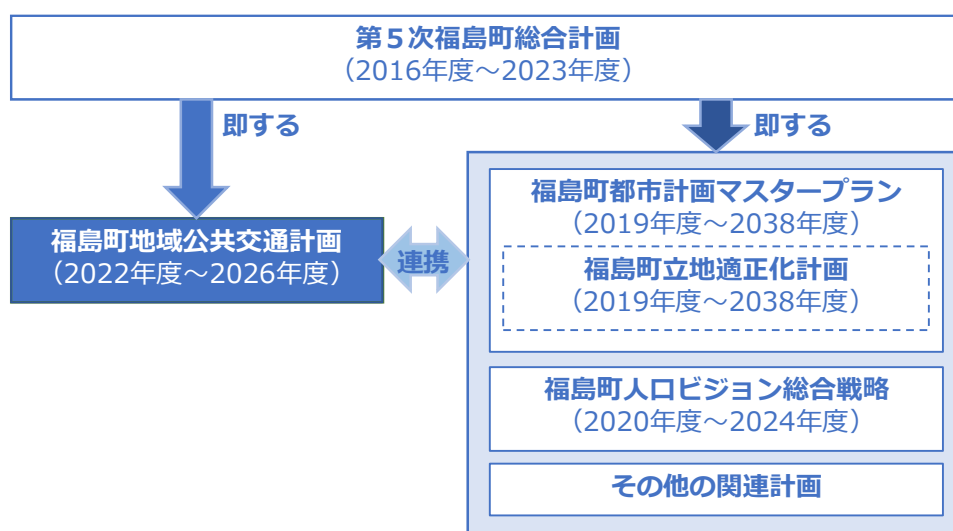 第５次福島町総合計画
（2016年度～2023年度）
即する
即する
福島町地域公共交通計画
（2022年度～2026年度）
連携
福島町都市計画マスタープラン
（2019年度～2038年度）
福島町立地適正化計画
（2019年度～2038年度）
福島町人口ビジョン総合戦略
（2020年度～2024年度）
その他の関連計画